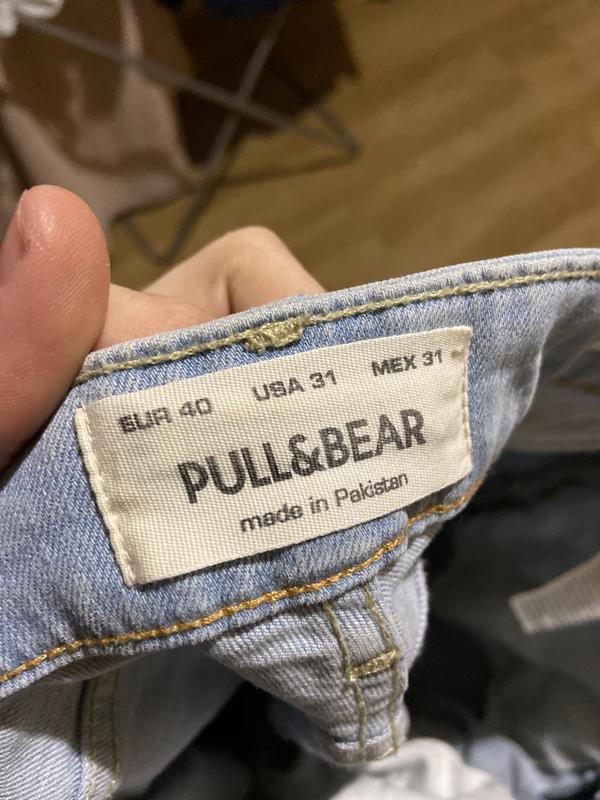 EUR 40 USA 31 MEX 31
PULL&BEAR
made in Pakistan